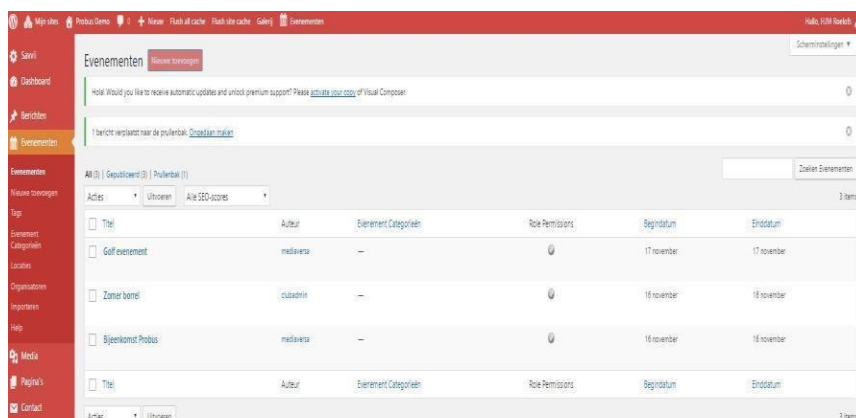 Mijn sites Probus Demo 0 + Nieuw Flush all cache Flush site cache Galerij Evenementen Hallo, HJM Roelofs
Scherminstellingen ▼
Savvii
Dashboard
Berichten
Evenementen
Evenementen
Nieuwe toevoegen
Tags
Evenement
Categorieën
Locaties
Organisatoren
Importeren
Help
Media
Pagina's
Contact
Evenementen Nieuwe toevoegen
Hola! Would you like to receive automatic updates and unlock premium support? Please activate your copy of Visual Composer.
1 bericht verplaatst naar de prullenbak. Ongedaan maken
All (3) | Gepubliceerd (3) | Prullenbak (1) Zoeken Evenementen
Acties Uitvoeren Alle SEO-scores 3 items
Titel Auteur Evenement Categorieën Role Permissions Begindatum Einddatum
Golf evenement mediaversa — 17 november 17 november
Zomer borrel clubadmin — 16 november 16 november
Bijeenkomst Probus mediaversa — 16 november 16 november
Titel Auteur Evenement Categorieën Role Permissions Begindatum Einddatum
Acties Uitvoeren 3 items